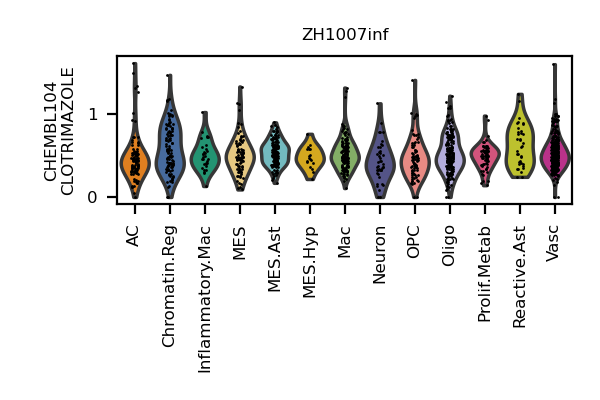 ZH1007inf
CHEMBL104
CLOTRIMAZOLE
1
0
AC
Chromatin.Reg
Inflammatory.Mac
MES
MES.Ast
MES.Hyp
Mac
Neuron
OPC
Oligo
Prolif.Metab
Reactive.Ast
Vasc